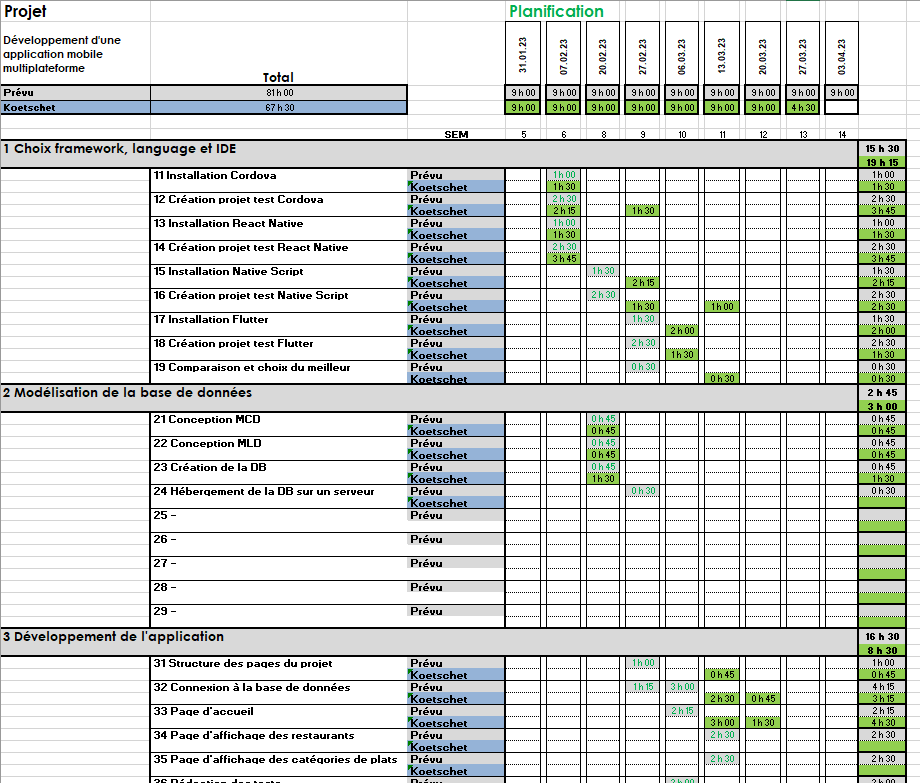 Projet Planification
Développement d'une
application mobile
multiplateforme
Total
31.01.23 07.02.23 20.02.23 27.02.23 06.03.23 13.03.23 20.03.23 27.03.23 03.04.23
Prévu 81 h 00 9 h 00 9 h 00 9 h 00 9 h 00 9 h 00 9 h 00 9 h 00 9 h 00 9 h 00
Koetschet 67 h 30 9 h 00 9 h 00 9 h 00 9 h 00 9 h 00 9 h 00 9 h 00 4 h 30
SEM 5 6 8 9 10 11 12 13 14
1 Choix framework, language et IDE 15 h 30
19 h 15
11 Installation Cordova Prévu 1 h 00 1 h 00
Koetschet 1 h 30 1 h 30
12 Création projet test Cordova Prévu 2 h 30 2 h 30
Koetschet 2 h 15 1 h 30 3 h 45
13 Installation React Native Prévu 1 h 00 1 h 00
Koetschet 1 h 30 1 h 30
14 Création projet test React Native Prévu 2 h 30 2 h 30
Koetschet 3 h 45 3 h 45
15 Installation Native Script Prévu 1 h 30 1 h 30
Koetschet 2 h 15 2 h 15
16 Création projet test Native Script Prévu 2 h 30 2 h 30
Koetschet 1 h 30 1 h 00 2 h 30
17 Installation Flutter Prévu 1 h 30 1 h 30
Koetschet 2 h 00 2 h 00
18 Création projet test Flutter Prévu 2 h 30 2 h 30
Koetschet 1 h 30 1 h 30
19 Comparaison et choix du meilleur Prévu 0 h 30 0 h 30
Koetschet 0 h 30 0 h 30
2 Modélisation de la base de données 2 h 45
3 h 00
21 Conception MCD Prévu 0 h 45 0 h 45
Koetschet 0 h 45 0 h 45
22 Conception MLD Prévu 0 h 45 0 h 45
Koetschet 0 h 45 0 h 45
23 Création de la DB Prévu 0 h 45 0 h 45
Koetschet 1 h 30 1 h 30
24 Hébergement de la DB sur un serveur Prévu 0 h 30 0 h 30
Koetschet
25 - Prévu
26 - Prévu
27 - Prévu
28 - Prévu
29 - Prévu
3 Développement de l'application 16 h 30
8 h 30
31 Structure des pages du projet Prévu 1 h 00 1 h 00
Koetschet 0 h 45 0 h 45
32 Connexion à la base de données Prévu 1 h 15 3 h 00 4 h 15
Koetschet 2 h 30 0 h 45 3 h 15
33 Page d'accueil Prévu 2 h 15 2 h 15
Koetschet 3 h 00 1 h 30 4 h 30
34 Page d'affichage des restaurants Prévu 2 h 30 2 h 30
Koetschet
35 Page d'affichage des catégories de plats Prévu 2 h 30 2 h 30
Koetschet
36 Rédaction des tests Prévu 2 h 00 2 h 00